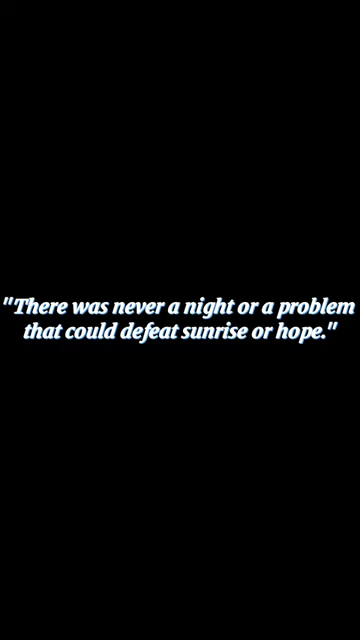 "There was never a night or a problem
that could defeat sunrise or hope."